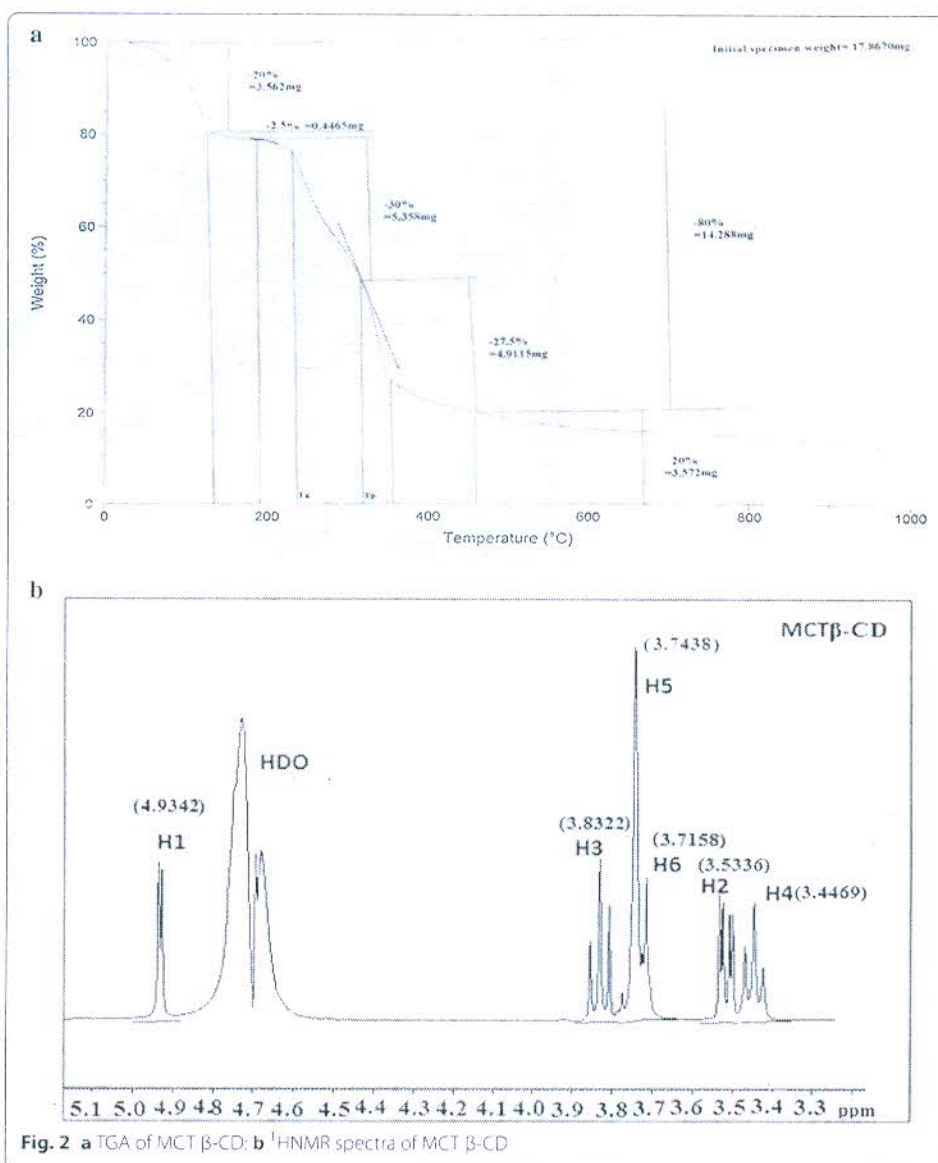 a
100
80
60
40
20
0
Weight (%)
Initial specimen weight= 17.8620mg
-20%
=3.562mg
-2.5% =0.4465mg
-30%
=5.358mg
-80%
=14.288mg
-27.5%
=4.9115mg
20%
=3.572mg
0 200 400 600 800 1000
Temperature (°C)
b
MCTβ-CD
(3.7438)
H5
HDO
(4.9342)
H1
(3.8322)
H3
(3.7158)
H6
(3.5336)
H2
H4(3.4469)
5.1 5.0 4.9 4.8 4.7 4.6 4.5 4.4 4.3 4.2 4.1 4.0 3.9 3.8 3.7 3.6 3.5 3.4 3.3 ppm
Fig. 2 a TGA of MCT β-CD; b ¹HNMR spectra of MCT β-CD